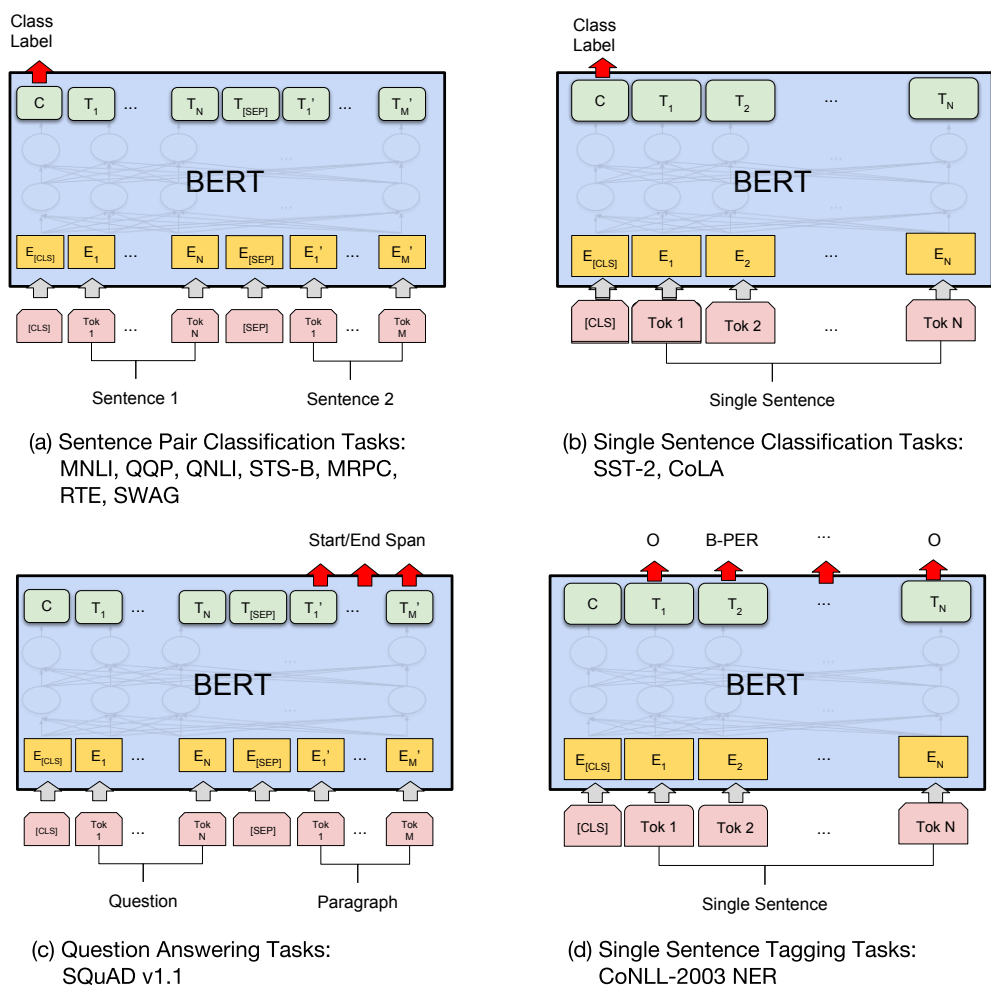 Class
Label
C T1 ... TN T[SEP] T1' ... TM'
...
BERT
...
E[CLS] E1 ... EN E[SEP] E1' ... EM'
[CLS] Tok 1 ... Tok N [SEP] Tok 1 ... Tok M
Sentence 1 Sentence 2
(a) Sentence Pair Classification Tasks:
MNLI, QQP, QNLI, STS-B, MRPC,
RTE, SWAG
Class
Label
C T1 T2 ... TN
...
BERT
...
E[CLS] E1 E2 ... EN
[CLS] Tok 1 Tok 2 ... Tok N
Single Sentence
(b) Single Sentence Classification Tasks:
SST-2, CoLA
Start/End Span
C T1 ... TN T[SEP] T1' ... TM'
...
BERT
...
E[CLS] E1 ... EN E[SEP] E1' ... EM'
[CLS] Tok 1 ... Tok N [SEP] Tok 1 ... Tok M
Question Paragraph
(c) Question Answering Tasks:
SQuAD v1.1
O B-PER ... O
C T1 T2 ... TN
...
BERT
...
E[CLS] E1 E2 ... EN
[CLS] Tok 1 Tok 2 ... Tok N
Single Sentence
(d) Single Sentence Tagging Tasks:
CoNLL-2003 NER